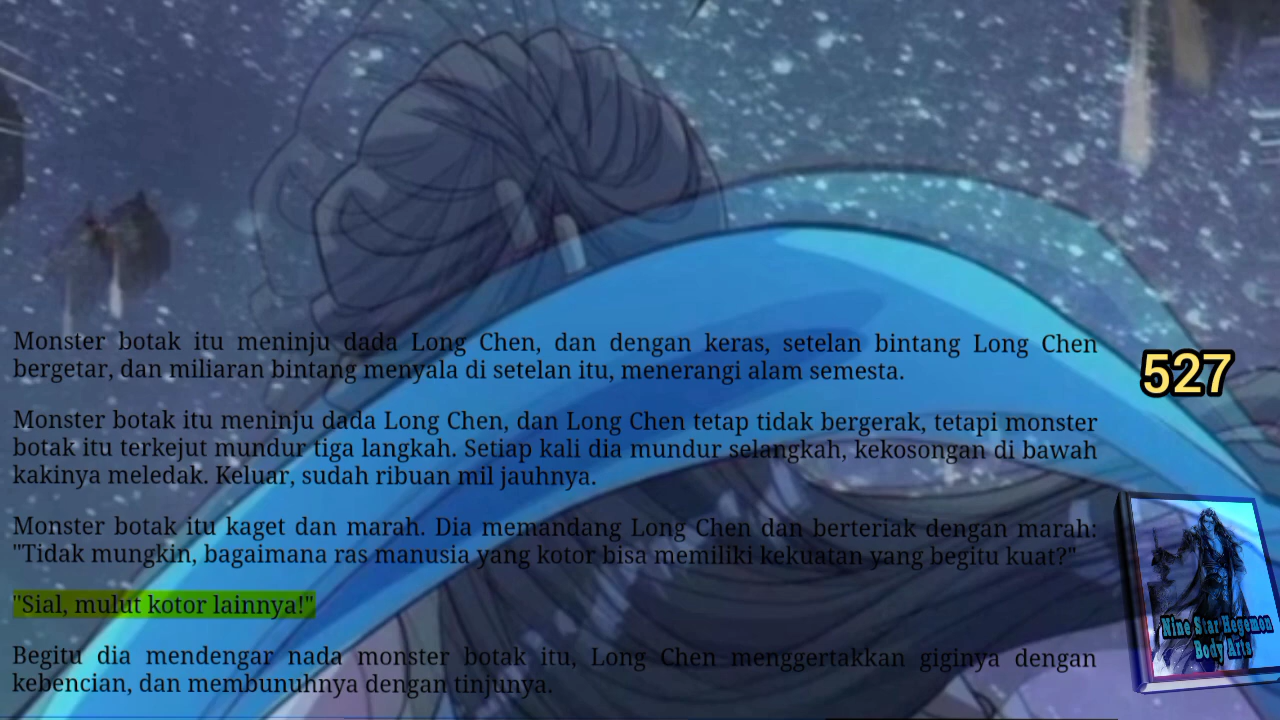 Monster botak itu meninju dada Long Chen, dan dengan keras, setelan bintang Long Chen
bergetar, dan miliaran bintang menyala di setelan itu, menerangi alam semesta.
Monster botak itu meninju dada Long Chen, dan Long Chen tetap tidak bergerak, tetapi monster
botak itu terkejut mundur tiga langkah. Setiap kali dia mundur selangkah, kekosongan di bawah
kakinya meledak. Keluar, sudah ribuan mil jauhnya.
Monster botak itu kaget dan marah. Dia memandang Long Chen dan berteriak dengan marah:
"Tidak mungkin, bagaimana ras manusia yang kotor bisa memiliki kekuatan yang begitu kuat?"
"Sial, mulut kotor lainnya!"
Begitu dia mendengar nada monster botak itu, Long Chen menggertakkan giginya dengan
kebencian, dan membunuhnya dengan tinjunya.
527
Nine Star Hegemon
Body Arts